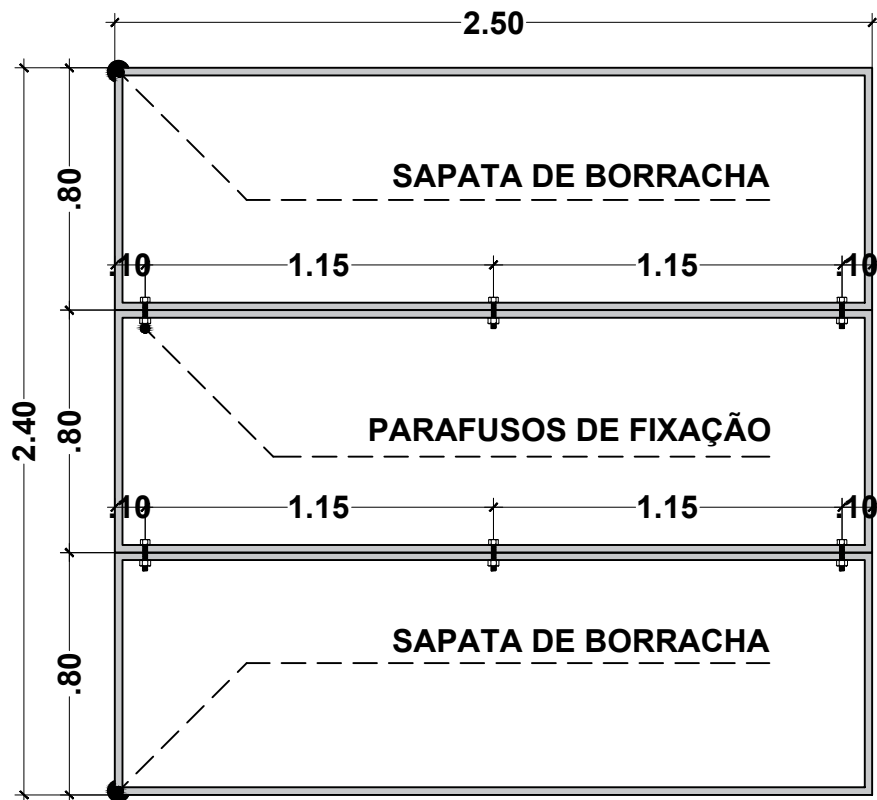 2.50
.80
SAPATA DE BORRACHA
.10 1.15 1.15 .10
2.40
.80
PARAFUSOS DE FIXAÇÃO
.10 1.15 1.15 .10
.80
SAPATA DE BORRACHA